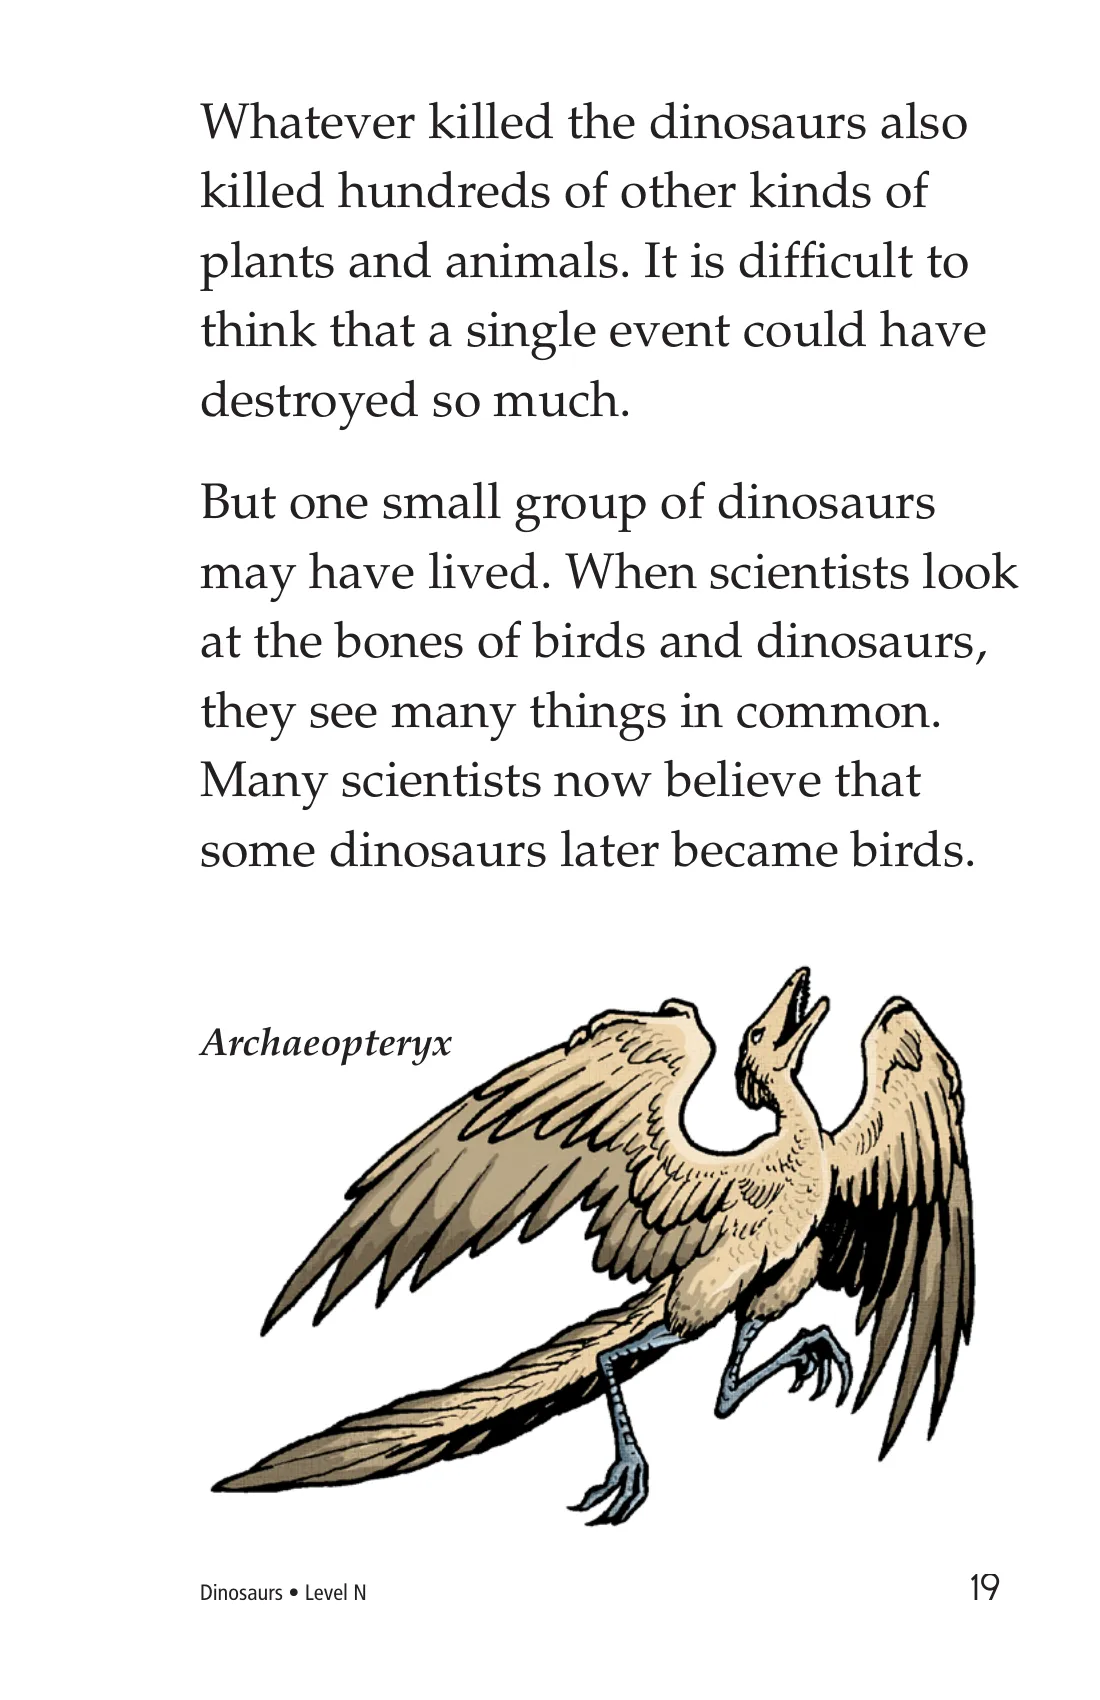 Whatever killed the dinosaurs also
killed hundreds of other kinds of
plants and animals. It is difficult to
think that a single event could have
destroyed so much.
But one small group of dinosaurs
may have lived. When scientists look
at the bones of birds and dinosaurs,
they see many things in common.
Many scientists now believe that
some dinosaurs later became birds.
Archaeopteryx
Dinosaurs • Level N
19